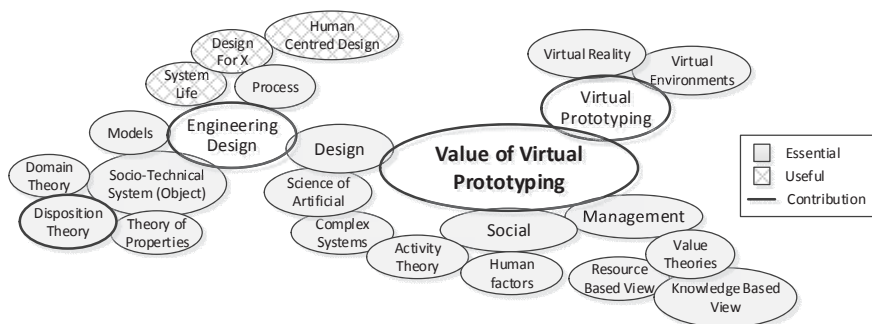 Human
Centred Design
Design
For X
System
Life
Process
Virtual Reality
Virtual
Environments
Virtual
Prototyping
Engineering
Design
Models
Design
Value of Virtual
Prototyping
Essential
Useful
Contribution
Domain
Theory
Socio-Technical
System (Object)
Science of
Artificial
Disposition
Theory
Theory of
Properties
Complex
Systems
Social
Management
Activity
Theory
Human
factors
Value
Theories
Resource
Based View
Knowledge Based
View